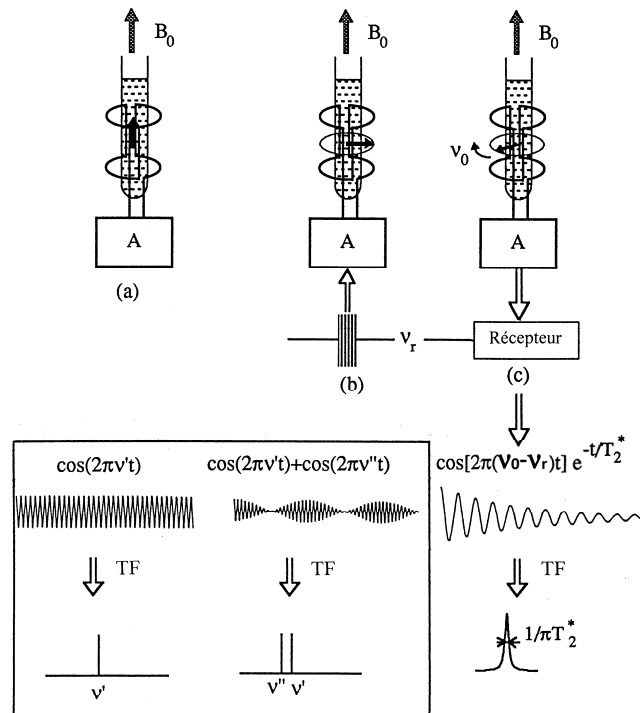 B₀ B₀ B₀
ν₀
A A A
(a)
νᵣ Récepteur
(b) (c)
cos(2πν't) cos(2πν't)+cos(2πν"t) cos[2π(ν₀-νᵣ)t] e^-t/T₂*
TF TF TF
1/πT₂*
ν' ν" ν'